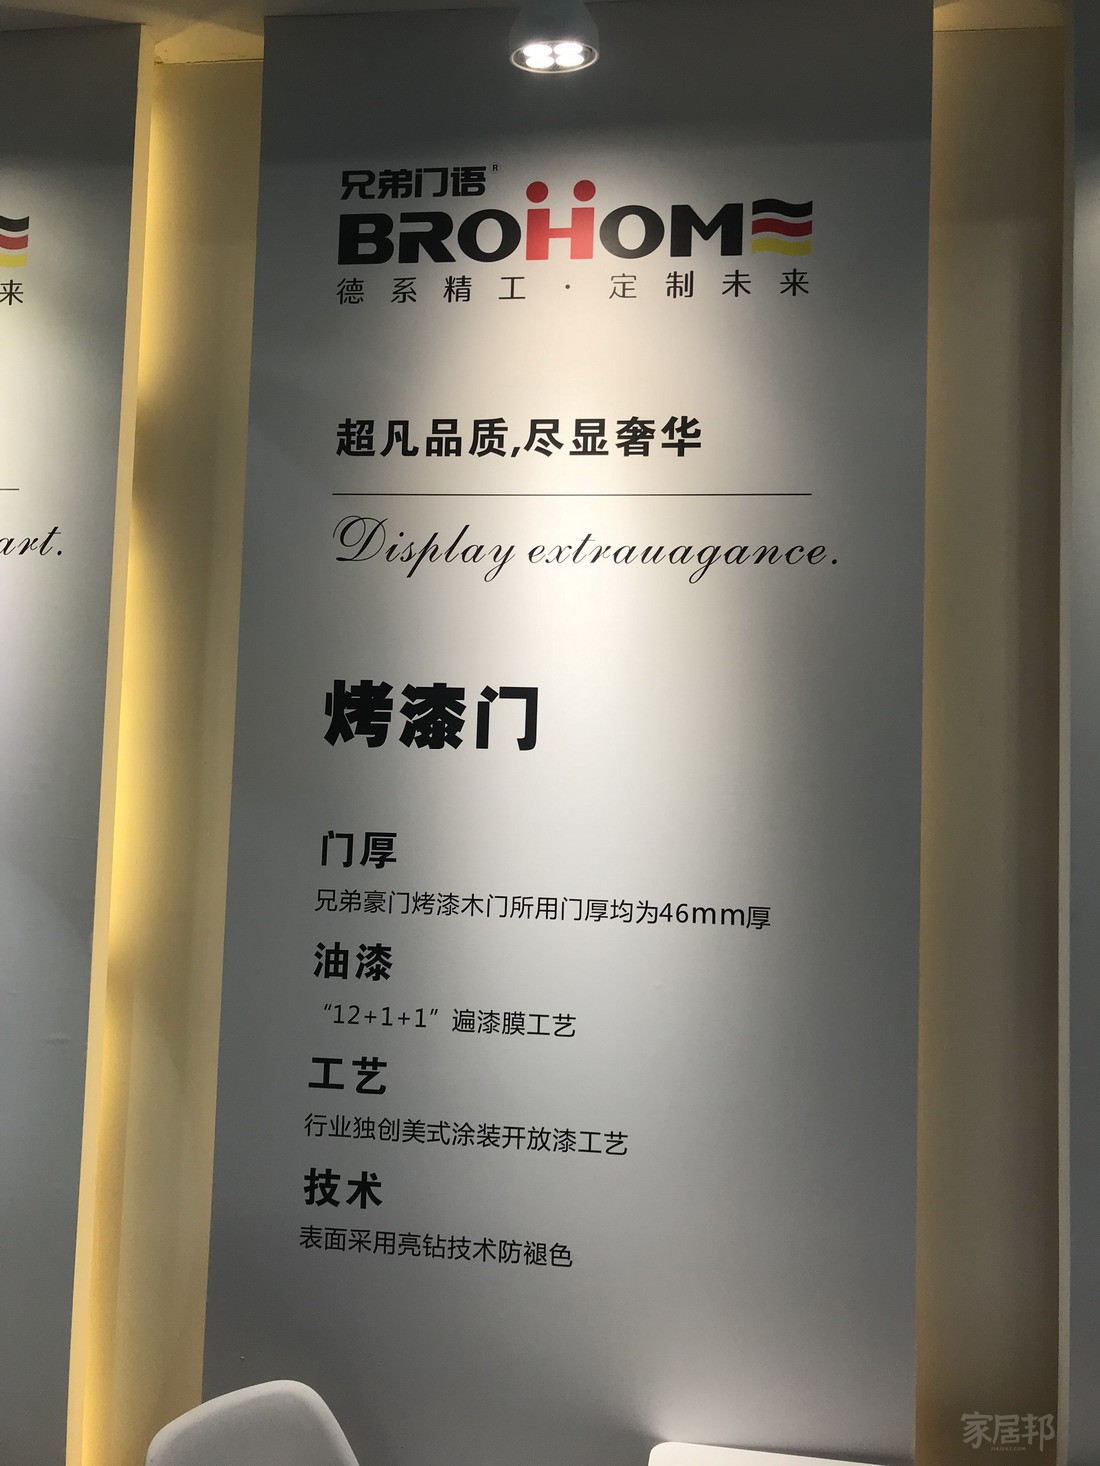 兄弟门语®
BROHOME
德系精工·定制未来
来
超凡品质,尽显奢华
art.
Display extrauagance.
烤漆门
门厚
兄弟豪门烤漆木门所用门厚均为46mm厚
油漆
“12+1+1”遍漆膜工艺
工艺
行业独创美式涂装开放漆工艺
技术
表面采用亮钻技术防褪色
家居邦